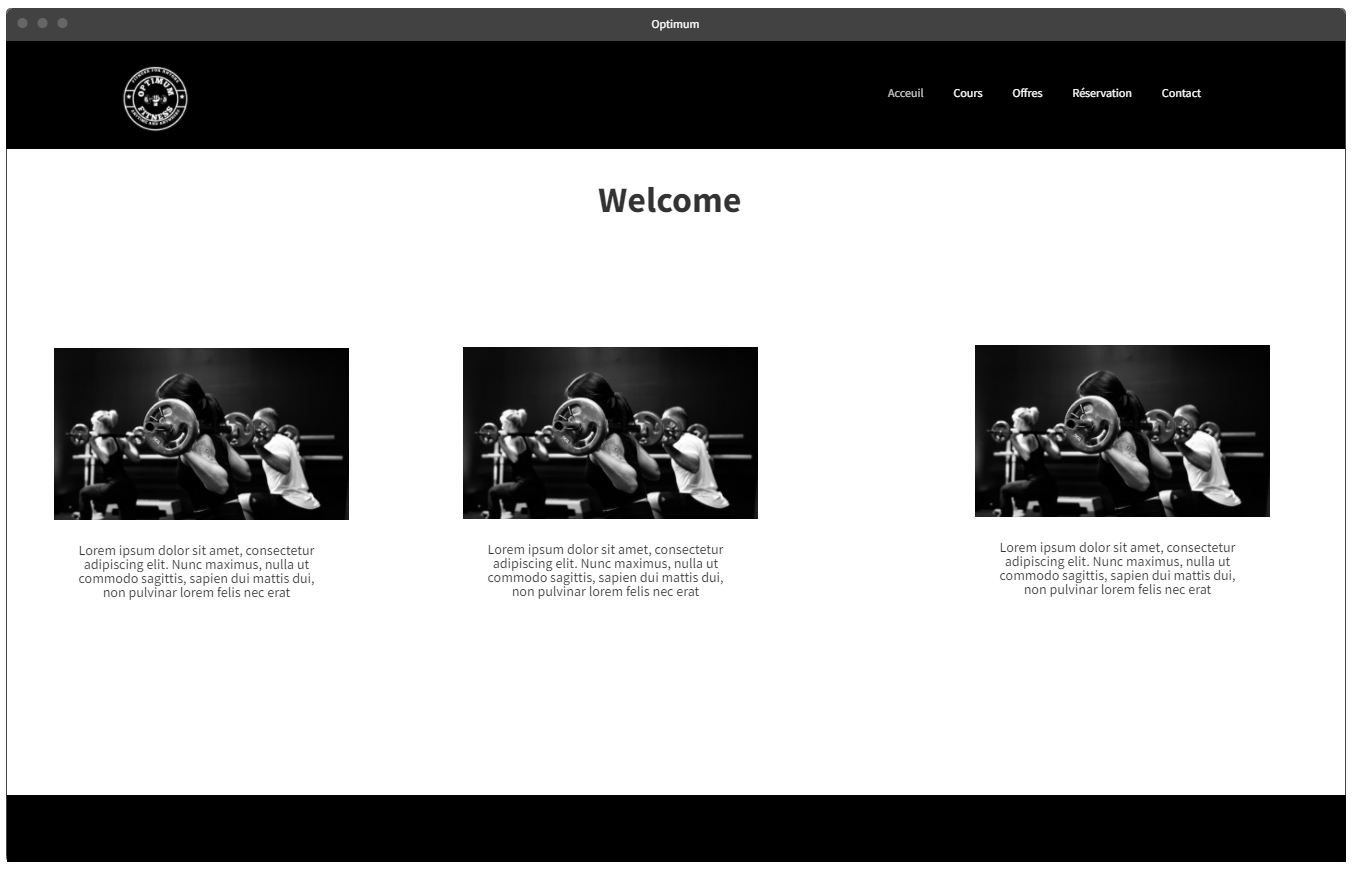 Optimum
OPTIMUM
FITNESS
Acceuil Cours Offres Réservation Contact
Welcome
Lorem ipsum dolor sit amet, consectetur
adipiscing elit. Nunc maximus, nulla ut
commodo sagittis, sapien dui mattis dui,
non pulvinar lorem felis nec erat
Lorem ipsum dolor sit amet, consectetur
adipiscing elit. Nunc maximus, nulla ut
commodo sagittis, sapien dui mattis dui,
non pulvinar lorem felis nec erat
Lorem ipsum dolor sit amet, consectetur
adipiscing elit. Nunc maximus, nulla ut
commodo sagittis, sapien dui mattis dui,
non pulvinar lorem felis nec erat